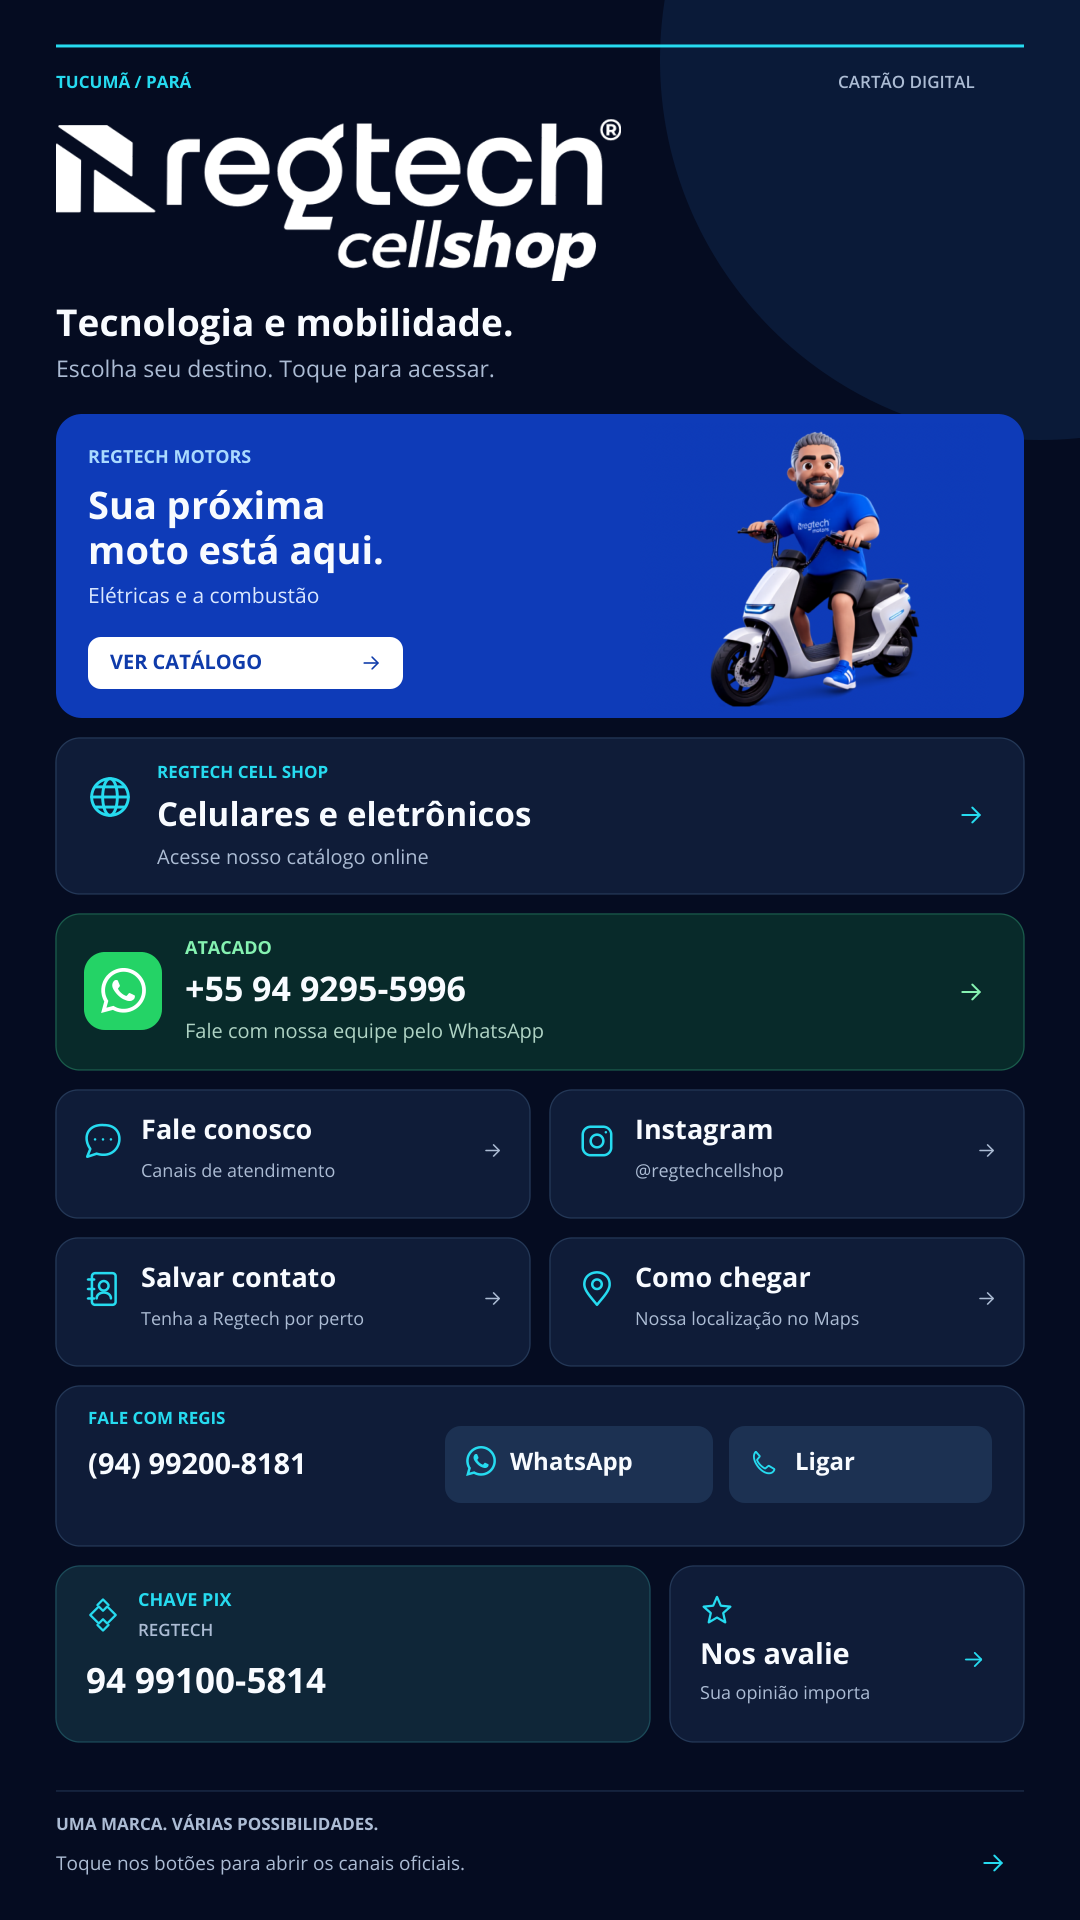 TUCUMÃ / PARÁ
CARTÃO DIGITAL
regtech®
cellshop
Tecnologia e mobilidade.
Escolha seu destino. Toque para acessar.
REGTECH MOTORS
Sua próxima
moto está aqui.
Elétricas e a combustão
VER CATÁLOGO
regtech
motors
REGTECH CELL SHOP
Celulares e eletrônicos
Acesse nosso catálogo online
ATACADO
+55 94 9295-5996
Fale com nossa equipe pelo WhatsApp
Fale conosco
Canais de atendimento
Instagram
@regtechcellshop
Salvar contato
Tenha a Regtech por perto
Como chegar
Nossa localização no Maps
FALE COM REGIS
(94) 99200-8181
WhatsApp
Ligar
CHAVE PIX
REGTECH
94 99100-5814
Nos avalie
Sua opinião importa
UMA MARCA. VÁRIAS POSSIBILIDADES.
Toque nos botões para abrir os canais oficiais.